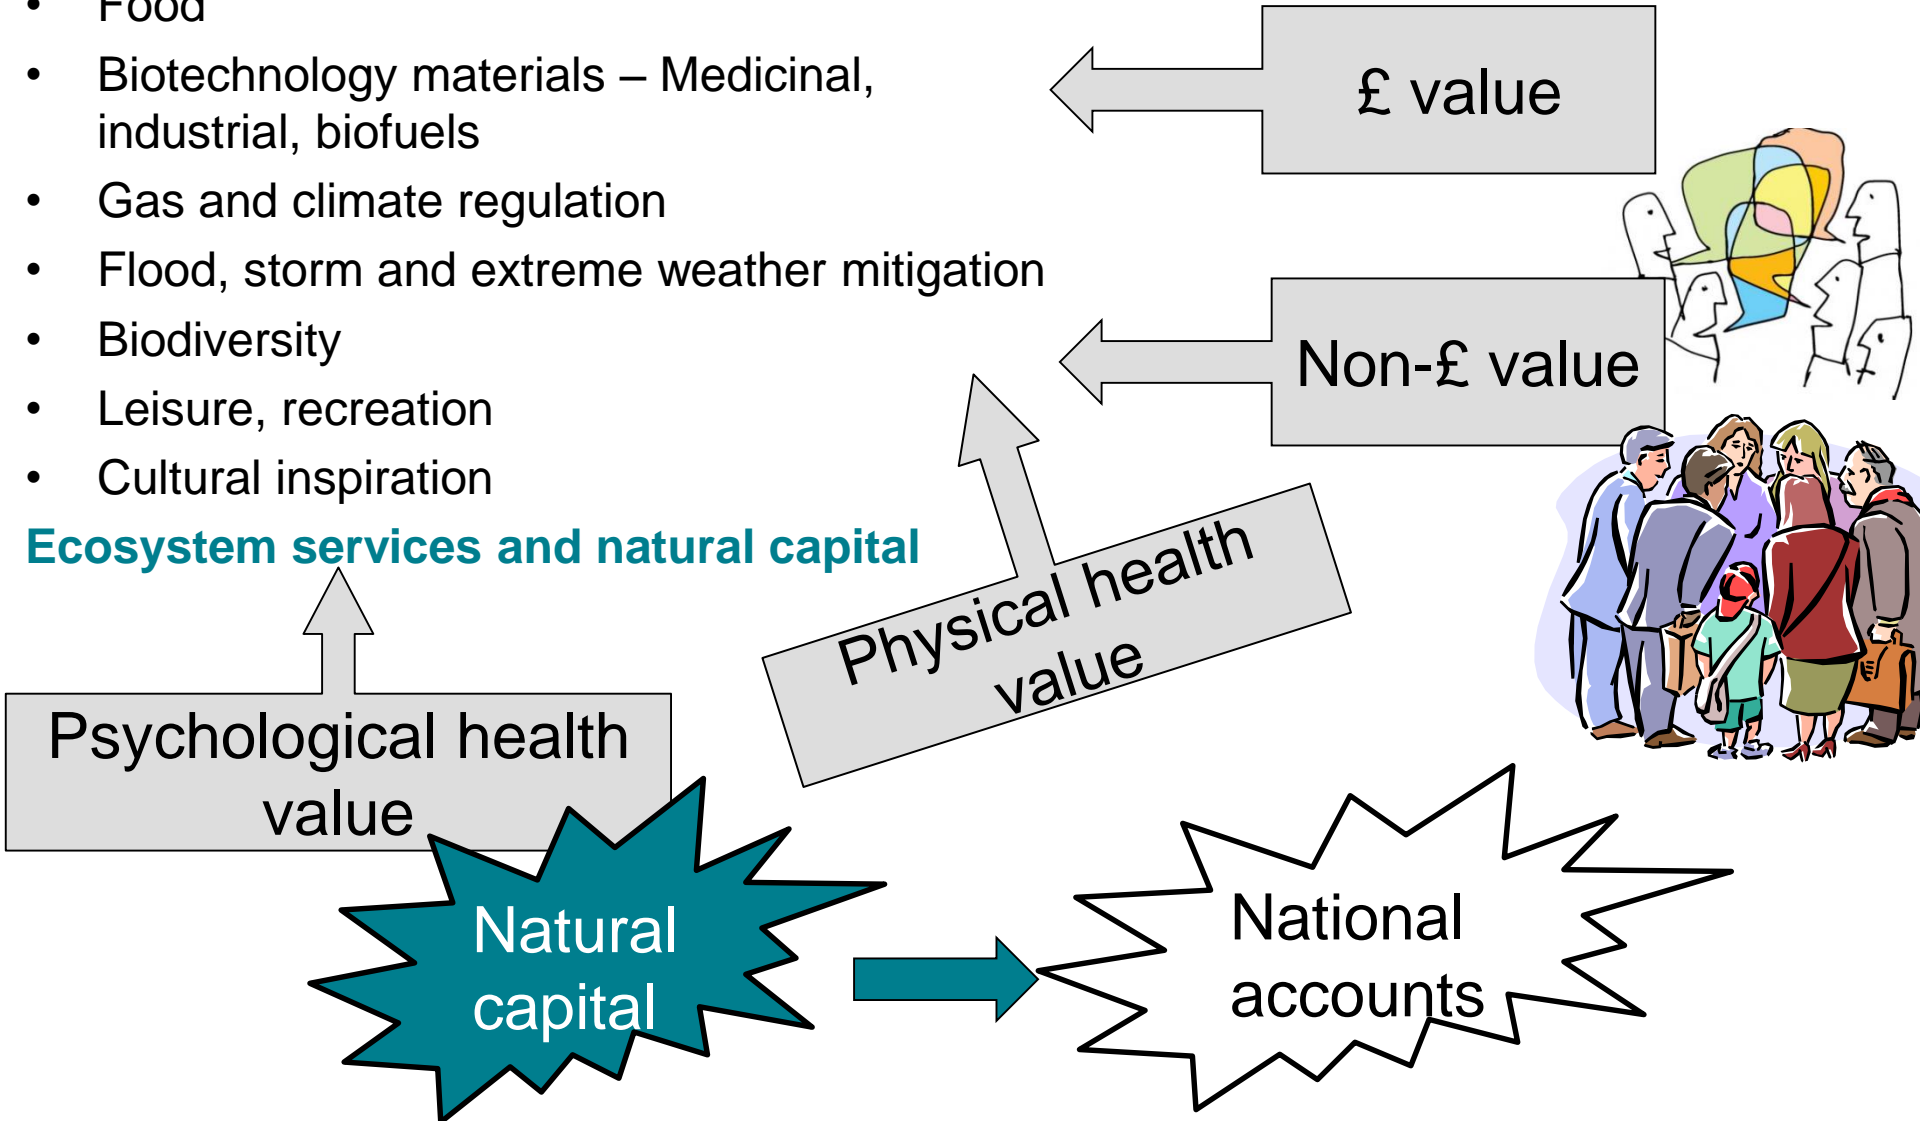 • Food
• Biotechnology materials – Medicinal,
industrial, biofuels
• Gas and climate regulation
• Flood, storm and extreme weather mitigation
• Biodiversity
• Leisure, recreation
• Cultural inspiration
Ecosystem services and natural capital
£ value
Non-£ value
Physical health
value
Psychological health
value
Natural
capital
National
accounts